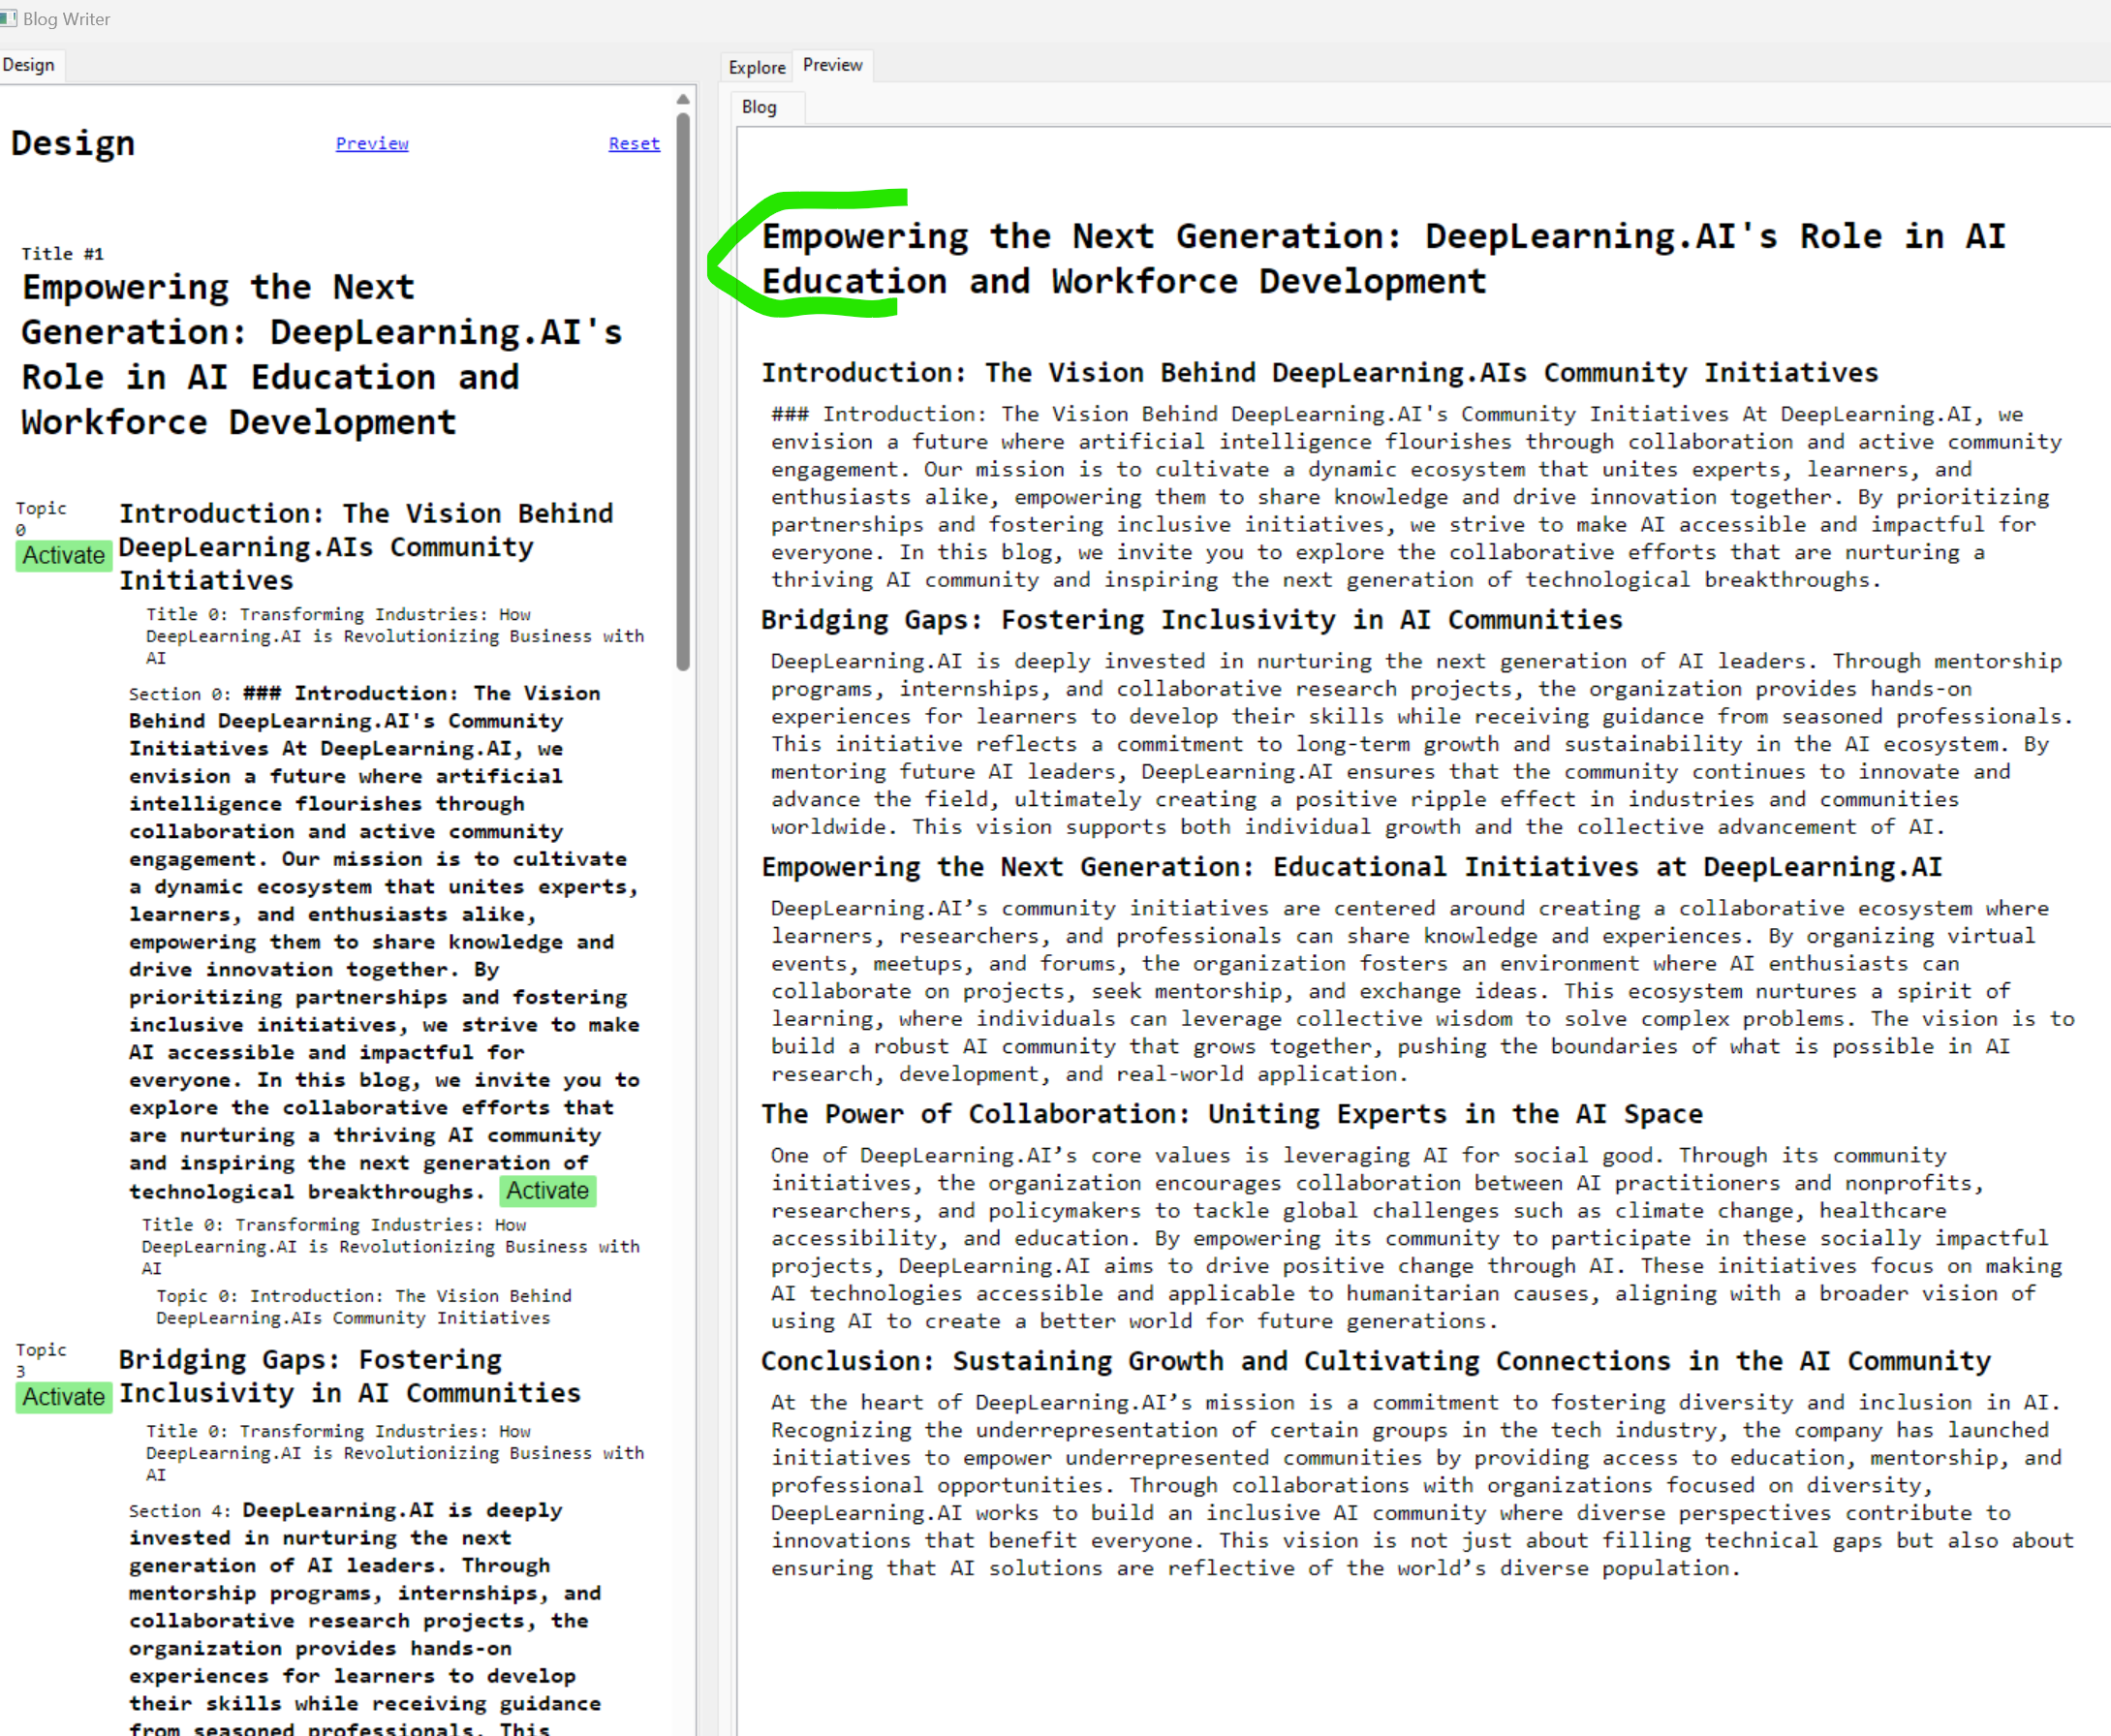 Blog Writer
Design
Design
Preview
Reset
Title #1
Empowering the Next
Generation: DeepLearning.AI's
Role in AI Education and
Workforce Development
Topic
0
Activate
Introduction: The Vision Behind
DeepLearning.AIs Community
Initiatives
Title 0: Transforming Industries: How
DeepLearning.AI is Revolutionizing Business with
AI
Section 0: ### Introduction: The Vision
Behind DeepLearning.AI's Community
Initiatives At DeepLearning.AI, we
envision a future where artificial
intelligence flourishes through
collaboration and active community
engagement. Our mission is to cultivate
a dynamic ecosystem that unites experts,
learners, and enthusiasts alike,
empowering them to share knowledge and
drive innovation together. By
prioritizing partnerships and fostering
inclusive initiatives, we strive to make
AI accessible and impactful for
everyone. In this blog, we invite you to
explore the collaborative efforts that
are nurturing a thriving AI community
and inspiring the next generation of
technological breakthroughs. Activate
Title 0: Transforming Industries: How
DeepLearning.AI is Revolutionizing Business with
AI
Topic 0: Introduction: The Vision Behind
DeepLearning.AIs Community Initiatives
Topic
3
Activate
Bridging Gaps: Fostering
Inclusivity in AI Communities
Title 0: Transforming Industries: How
DeepLearning.AI is Revolutionizing Business with
AI
Section 4: DeepLearning.AI is deeply
invested in nurturing the next
generation of AI leaders. Through
mentorship programs, internships, and
collaborative research projects, the
organization provides hands-on
experiences for learners to develop
their skills while receiving guidance
from seasoned professionals. This
Explore
Preview
Blog
Empowering the Next Generation: DeepLearning.AI's Role in AI
Education and Workforce Development
Introduction: The Vision Behind DeepLearning.AIs Community Initiatives
### Introduction: The Vision Behind DeepLearning.AI's Community Initiatives At DeepLearning.AI, we
envision a future where artificial intelligence flourishes through collaboration and active community
engagement. Our mission is to cultivate a dynamic ecosystem that unites experts, learners, and
enthusiasts alike, empowering them to share knowledge and drive innovation together. By prioritizing
partnerships and fostering inclusive initiatives, we strive to make AI accessible and impactful for
everyone. In this blog, we invite you to explore the collaborative efforts that are nurturing a
thriving AI community and inspiring the next generation of technological breakthroughs.
Bridging Gaps: Fostering Inclusivity in AI Communities
DeepLearning.AI is deeply invested in nurturing the next generation of AI leaders. Through mentorship
programs, internships, and collaborative research projects, the organization provides hands-on
experiences for learners to develop their skills while receiving guidance from seasoned professionals.
This initiative reflects a commitment to long-term growth and sustainability in the AI ecosystem. By
mentoring future AI leaders, DeepLearning.AI ensures that the community continues to innovate and
advance the field, ultimately creating a positive ripple effect in industries and communities
worldwide. This vision supports both individual growth and the collective advancement of AI.
Empowering the Next Generation: Educational Initiatives at DeepLearning.AI
DeepLearning.AI’s community initiatives are centered around creating a collaborative ecosystem where
learners, researchers, and professionals can share knowledge and experiences. By organizing virtual
events, meetups, and forums, the organization fosters an environment where AI enthusiasts can
collaborate on projects, seek mentorship, and exchange ideas. This ecosystem nurtures a spirit of
learning, where individuals can leverage collective wisdom to solve complex problems. The vision is to
build a robust AI community that grows together, pushing the boundaries of what is possible in AI
research, development, and real-world application.
The Power of Collaboration: Uniting Experts in the AI Space
One of DeepLearning.AI’s core values is leveraging AI for social good. Through its community
initiatives, the organization encourages collaboration between AI practitioners and nonprofits,
researchers, and policymakers to tackle global challenges such as climate change, healthcare
accessibility, and education. By empowering its community to participate in these socially impactful
projects, DeepLearning.AI aims to drive positive change through AI. These initiatives focus on making
AI technologies accessible and applicable to humanitarian causes, aligning with a broader vision of
using AI to create a better world for future generations.
Conclusion: Sustaining Growth and Cultivating Connections in the AI Community
At the heart of DeepLearning.AI’s mission is a commitment to fostering diversity and inclusion in AI.
Recognizing the underrepresentation of certain groups in the tech industry, the company has launched
initiatives to empower underrepresented communities by providing access to education, mentorship, and
professional opportunities. Through collaborations with organizations focused on diversity,
DeepLearning.AI works to build an inclusive AI community where diverse perspectives contribute to
innovations that benefit everyone. This vision is not just about filling technical gaps but also about
ensuring that AI solutions are reflective of the world’s diverse population.